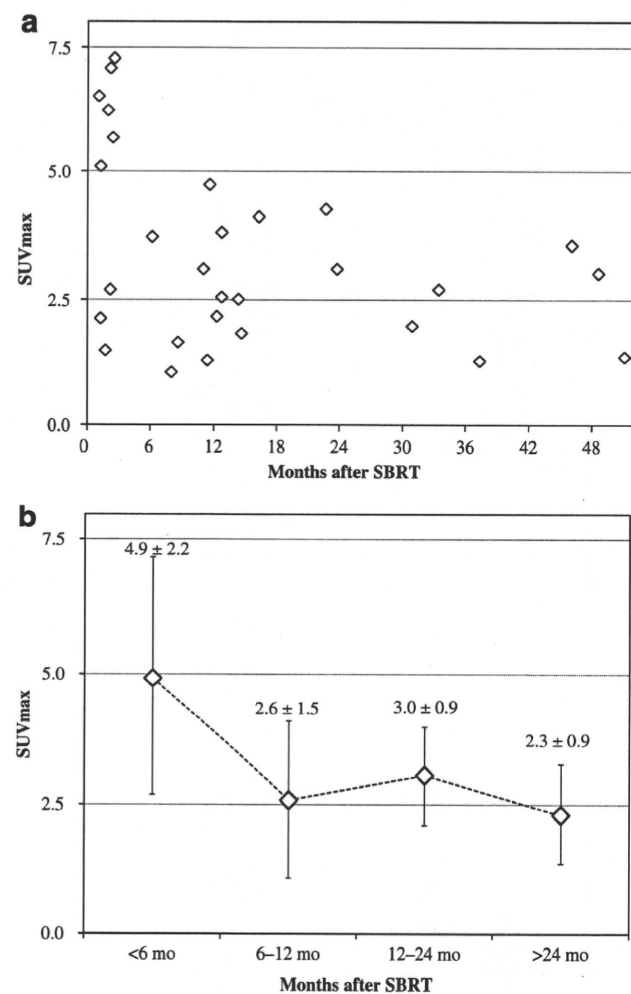 a
7.5
5.0
2.5
0.0
SUVmax
0 6 12 18 24 30 36 42 48
Months after SBRT
b
7.5
5.0
2.5
0.0
SUVmax
4.9 ± 2.2
2.6 ± 1.5
3.0 ± 0.9
2.3 ± 0.9
<6 mo 6–12 mo 12–24 mo >24 mo
Months after SBRT